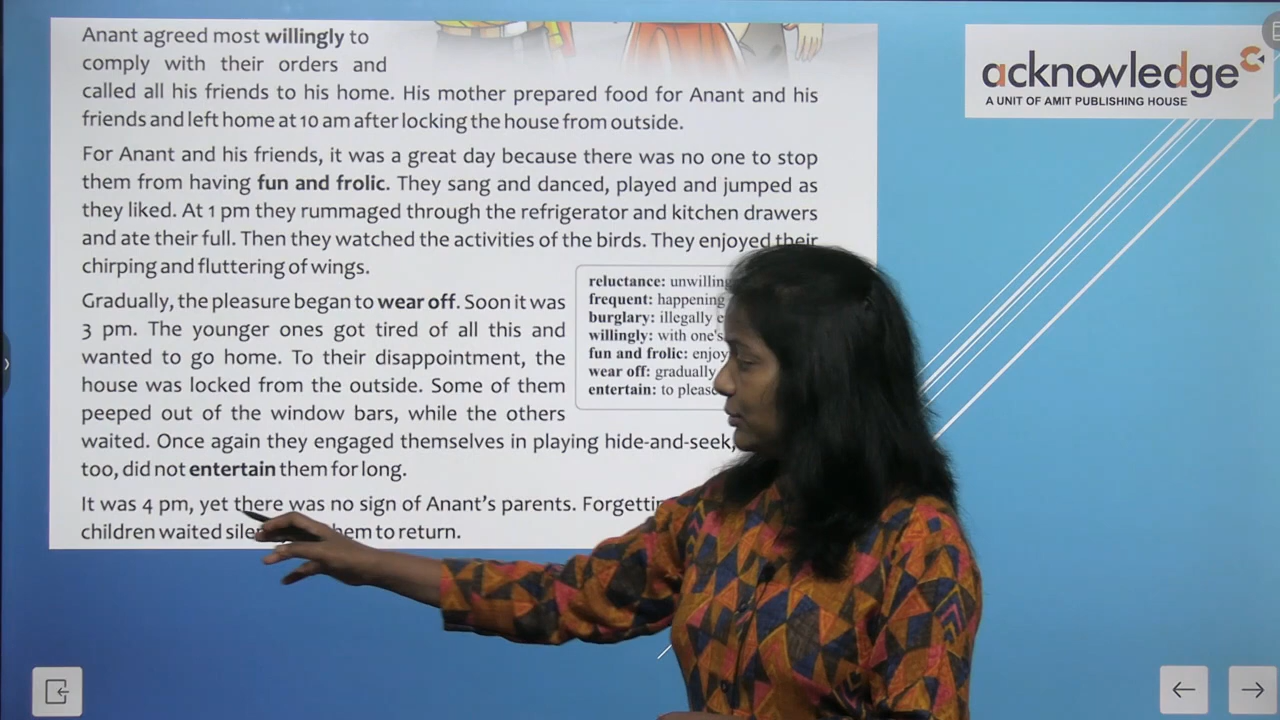 Anant agreed most willingly to
comply with their orders and
called all his friends to his home. His mother prepared food for Anant and his
friends and left home at 10 am after locking the house from outside.
For Anant and his friends, it was a great day because there was no one to stop
them from having fun and frolic. They sang and danced, played and jumped as
they liked. At 1 pm they rummaged through the refrigerator and kitchen drawers
and ate their full. Then they watched the activities of the birds. They enjoyed their
chirping and fluttering of wings.
Gradually, the pleasure began to wear off. Soon it was
3 pm. The younger ones got tired of all this and
wanted to go home. To their disappointment, the
house was locked from the outside. Some of them
peeped out of the window bars, while the others
waited. Once again they engaged themselves in playing hide-and-seek,
too, did not entertain them for long.
It was 4 pm, yet there was no sign of Anant's parents.
children waited to return.
reluctance:
frequent: happening
burglary: illegally
willingly: with one's
fun and frolic:
wear off: gradually
entertain: to
acknowledge
A UNIT OF AMIT PUBLISHING HOUSE